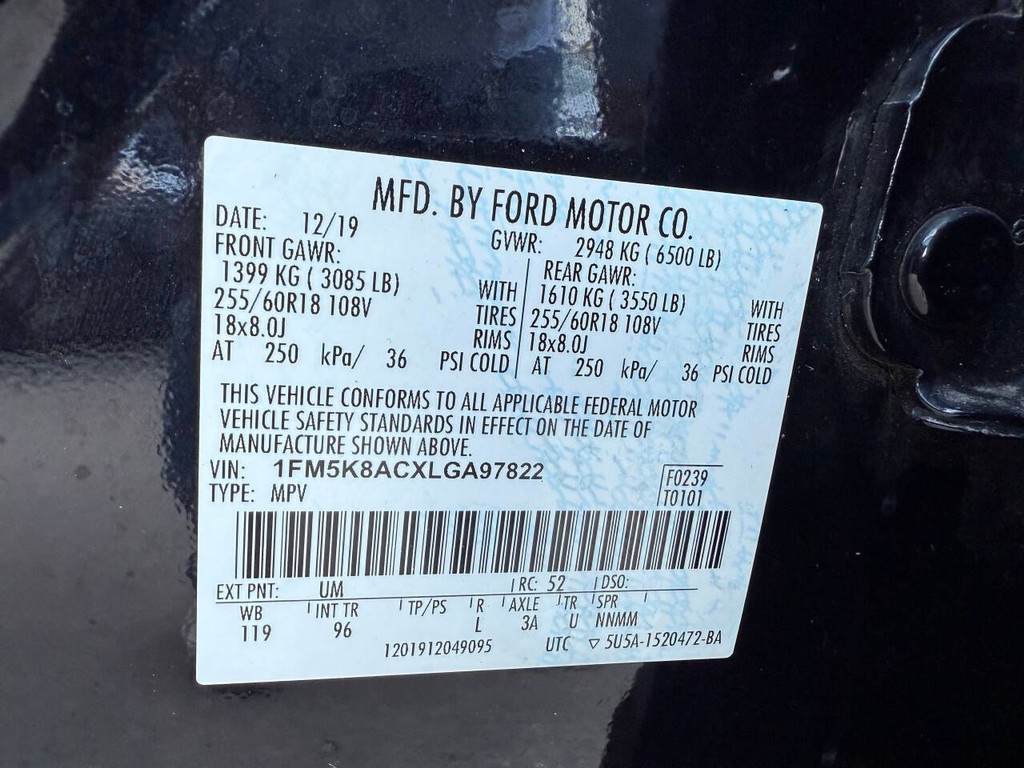 MFD. BY FORD MOTOR CO.
DATE: 12/19 GVWR: 2948 KG ( 6500 LB)
FRONT GAWR: REAR GAWR:
1399 KG ( 3085 LB) WITH 1610 KG ( 3550 LB) WITH
255/60R18 108V TIRES 255/60R18 108V TIRES
18x8.0J RIMS 18x8.0J RIMS
AT 250 kPa/ 36 PSI COLD AT 250 kPa/ 36 PSI COLD
THIS VEHICLE CONFORMS TO ALL APPLICABLE FEDERAL MOTOR
VEHICLE SAFETY STANDARDS IN EFFECT ON THE DATE OF
MANUFACTURE SHOWN ABOVE.
VIN: 1FM5K8ACXLGA97822 F0239
TYPE: MPV T0101
EXT PNT: UM RC: 52 DSO:
WB INT TR TP/PS R AXLE TR SPR
119 96 L 3A U NNMM
1201912049095 UTC ▽ 5U5A-1520472-BA